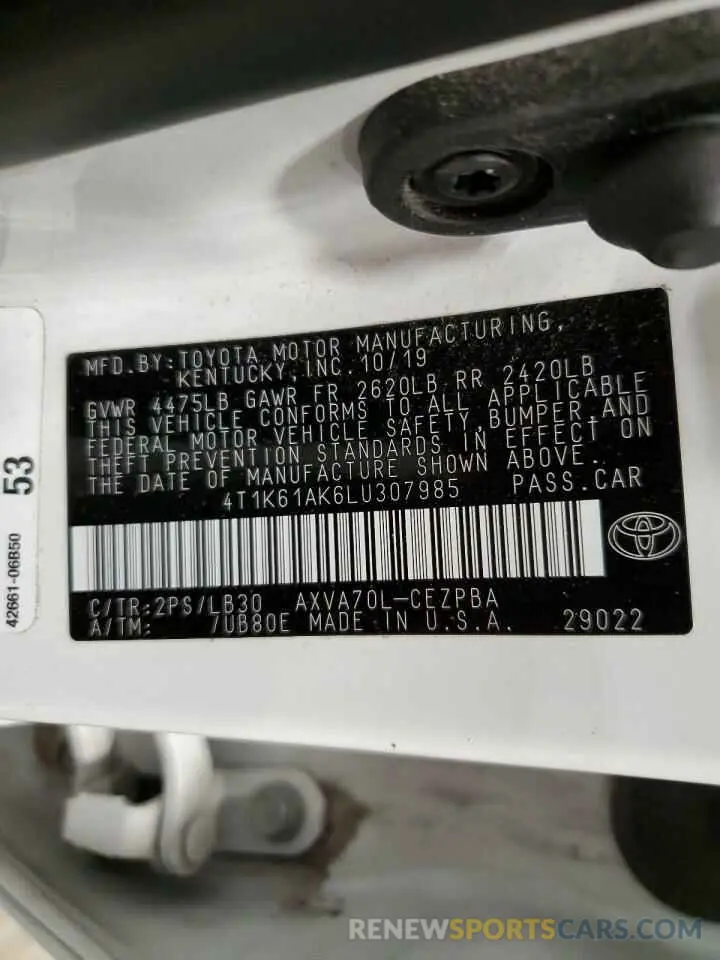 MFD.BY:TOYOTA MOTOR MANUFACTURING,
KENTUCKY,INC.10/19
GVWR 4475LB GAWR FR 2620LB RR 2420LB
THIS VEHICLE CONFORMS TO ALL APPLICABLE
FEDERAL MOTOR VEHICLE SAFETY,BUMPER,AND
THEFT PREVENTION STANDARDS IN EFFECT ON
THE DATE OF MANUFACTURE SHOWN ABOVE.
4T1K61AK6LU307985 PASS.CAR
C/TR:2PS/LB30 AXVA70L-CEZPBA
A/TM: /UB80E MADE IN U.S.A. 29022
53
42661-06B50
RENEWSPORTSCARS.COM